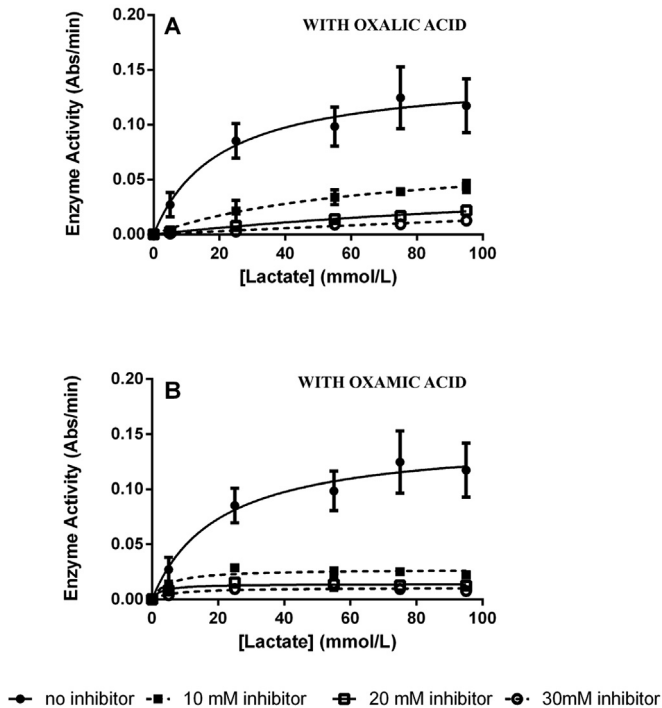 A
WITH OXALIC ACID
Enzyme Activity (Abs/min)
0.20
0.15
0.10
0.05
0.00
0 20 40 60 80 100
[Lactate] (mmol/L)
B
WITH OXAMIC ACID
Enzyme Activity (Abs/min)
0.20
0.15
0.10
0.05
0.00
0 20 40 60 80 100
[Lactate] (mmol/L)
no inhibitor 10 mM inhibitor 20 mM inhibitor 30mM inhibitor